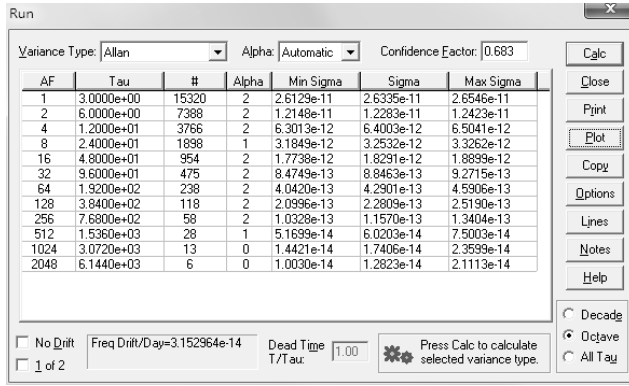 Run
Variance Type: Allan Alpha: Automatic Confidence Factor: 0.683
AF Tau # Alpha Min Sigma Sigma Max Sigma
1 3.0000e+00 15320 2 2.6129e-11 2.6335e-11 2.6546e-11
2 6.0000e+00 7388 2 1.2148e-11 1.2283e-11 1.2423e-11
4 1.2000e+01 3766 2 6.3013e-12 6.4003e-12 6.5041e-12
8 2.4000e+01 1898 1 3.1849e-12 3.2532e-12 3.3262e-12
16 4.8000e+01 954 2 1.7738e-12 1.8291e-12 1.8899e-12
32 9.6000e+01 475 2 8.4749e-13 8.8463e-13 9.2715e-13
64 1.9200e+02 238 2 4.0420e-13 4.2901e-13 4.5906e-13
128 3.8400e+02 118 2 2.0996e-13 2.2809e-13 2.5190e-13
256 7.6800e+02 58 2 1.0328e-13 1.1570e-13 1.3404e-13
512 1.5360e+03 28 1 5.1699e-14 6.0203e-14 7.5003e-14
1024 3.0720e+03 13 0 1.4421e-14 1.7406e-14 2.3599e-14
2048 6.1440e+03 6 0 1.0030e-14 1.2823e-14 2.1113e-14
Calc
Close
Print
Plot
Copy
Options
Lines
Notes
Help
Decade
Octave
All Tau
No Drift
1 of 2
Freq Drift/Day=3.152964e-14
Dead Time
T/Tau: 1.00
Press Calc to calculate
selected variance type.